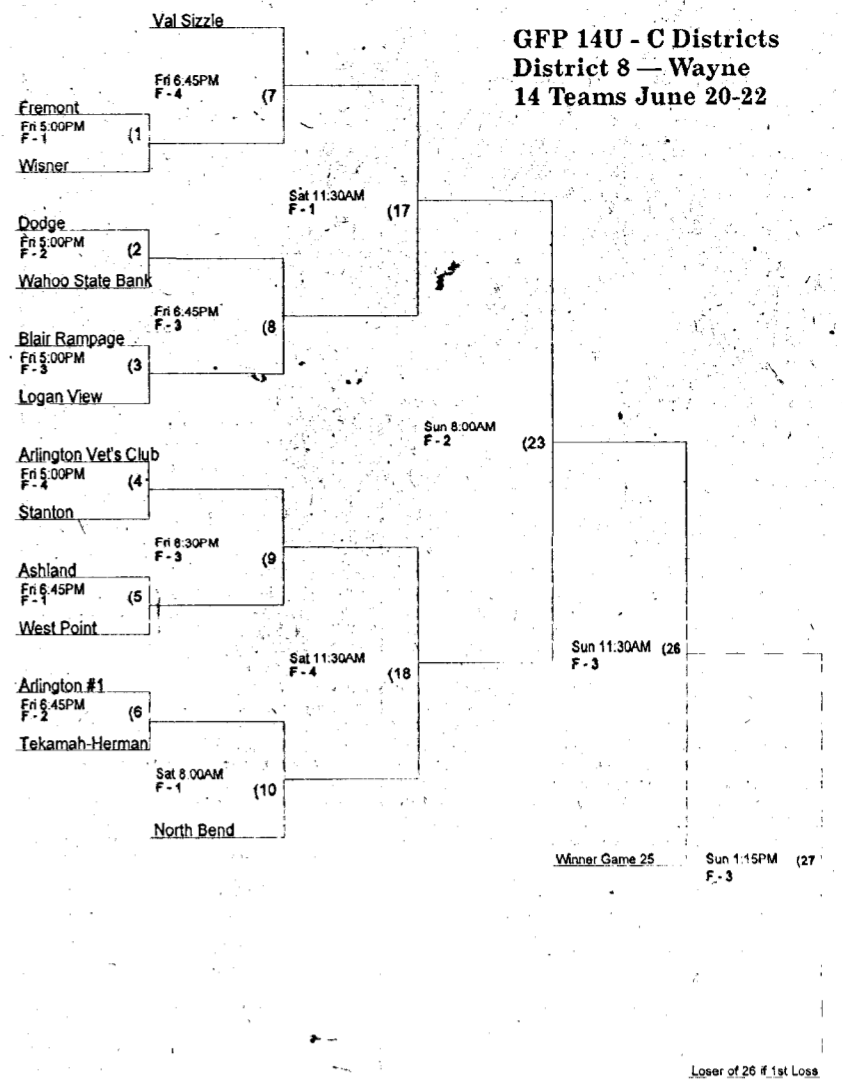 GFP 14U - C Districts
District 8 — Wayne
14 Teams June 20-22
Val Sizzle
Fri 6:45PM
F - 4 (7
Fremont
Fri 5:00PM
F - 1 (1
Wisner
Sat 11:30AM
F - 1 (17
Dodge
Fri 5:00PM
F - 2 (2
Wahoo State Bank
Fri 6:45PM
F - 3 (8
Blair Rampage
Fri 5:00PM
F - 3 (3
Logan View
Sun 8:00AM
F - 2 (23
Arlington Vet's Club
Fri 5:00PM
F - 4 (4
Stanton
Fri 8:30PM
F - 3 (9
Ashland
Fri 6:45PM
F - 1 (5
West Point
Sun 11:30AM (26
F - 3
Sat 11:30AM
F - 4 (18
Arlington #1
Fri 6:45PM
F - 2 (6
Tekamah-Herman
Sat 8:00AM
F - 1 (10
North Bend
Winner Game 25
Sun 1:15PM (27
F - 3
Loser of 26 if 1st Loss